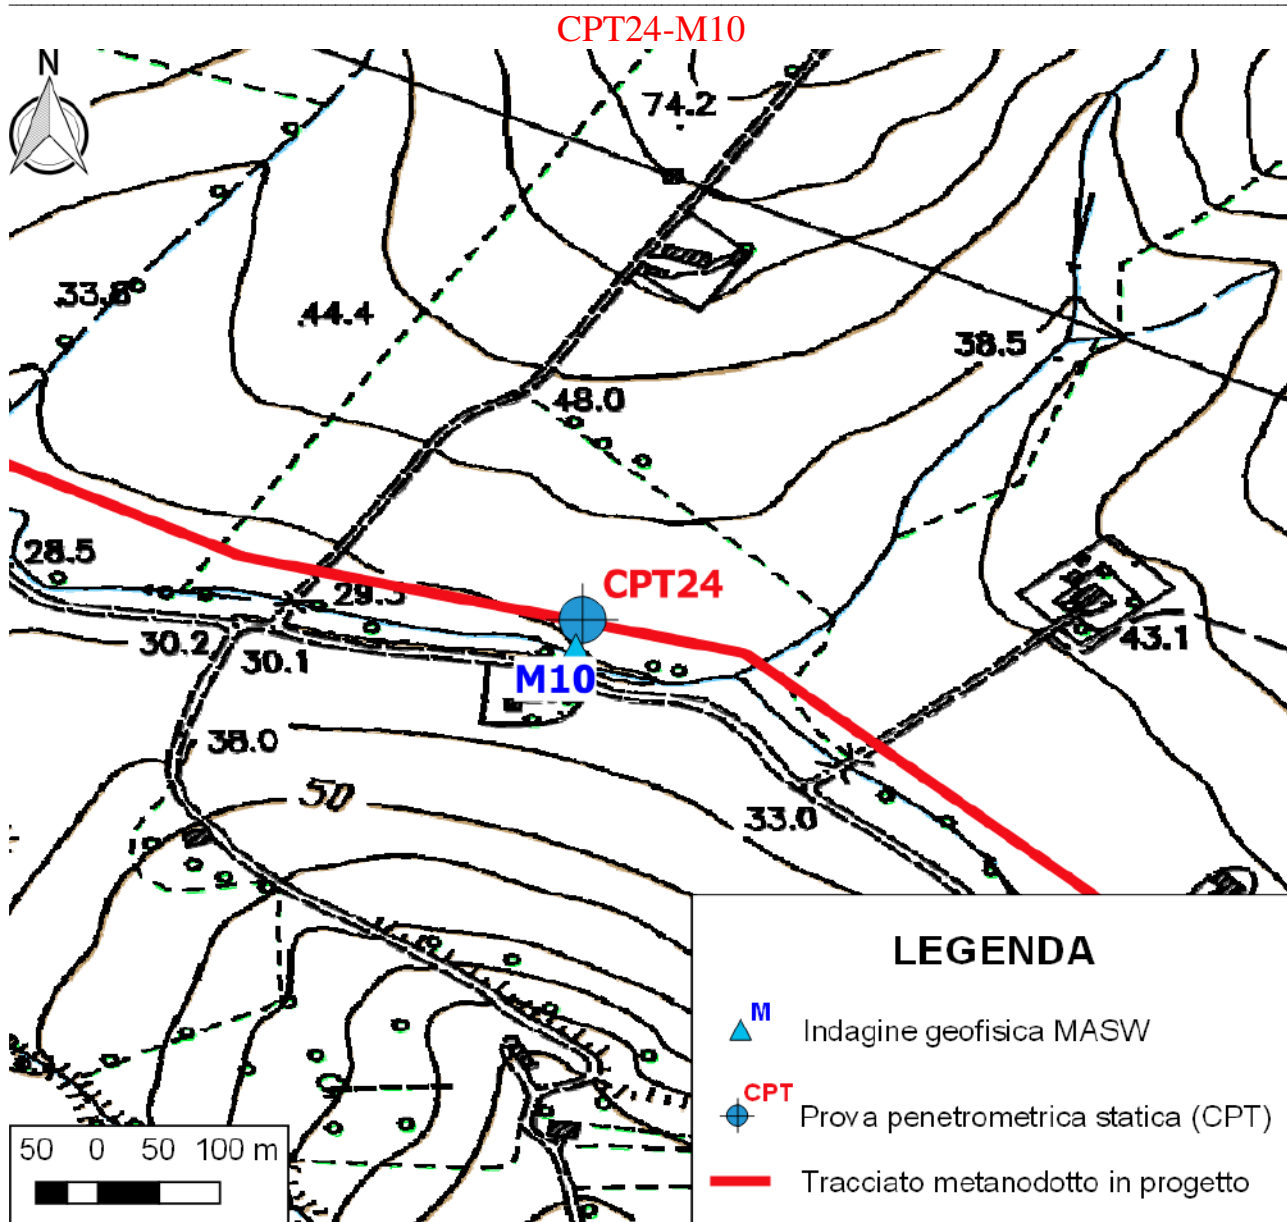 CPT24-M10
N
74.2
33.8
44.4
38.5
48.0
28.5
CPT24
29.3
30.2
30.1
43.1
M10
38.0
50
33.0
LEGENDA
M
Indagine geofisica MASW
CPT
Prova penetrometrica statica (CPT)
Tracciato metanodotto in progetto
50 0 50 100 m